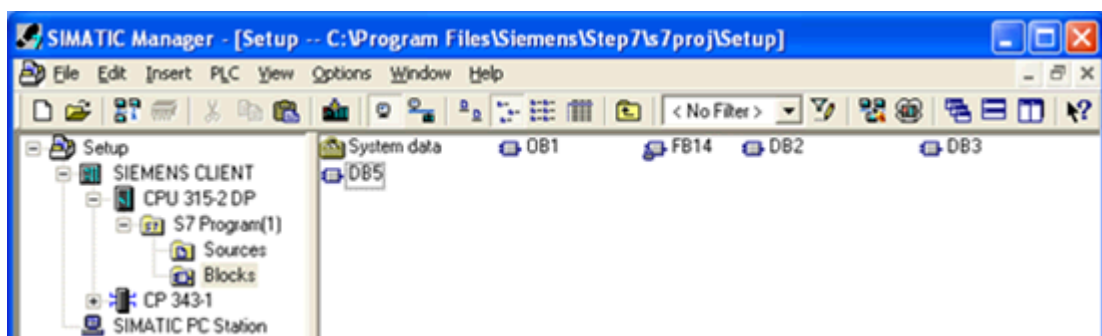 SIMATIC Manager - [Setup -- C:\Program Files\Siemens\Step7\s7proj\Setup]
File Edit Insert PLC View Options Window Help
< No Filter >
Setup
SIEMENS CLIENT
CPU 315-2 DP
S7 Program(1)
Sources
Blocks
CP 343-1
SIMATIC PC Station
System data OB1 FB14 DB2 DB3
DB5